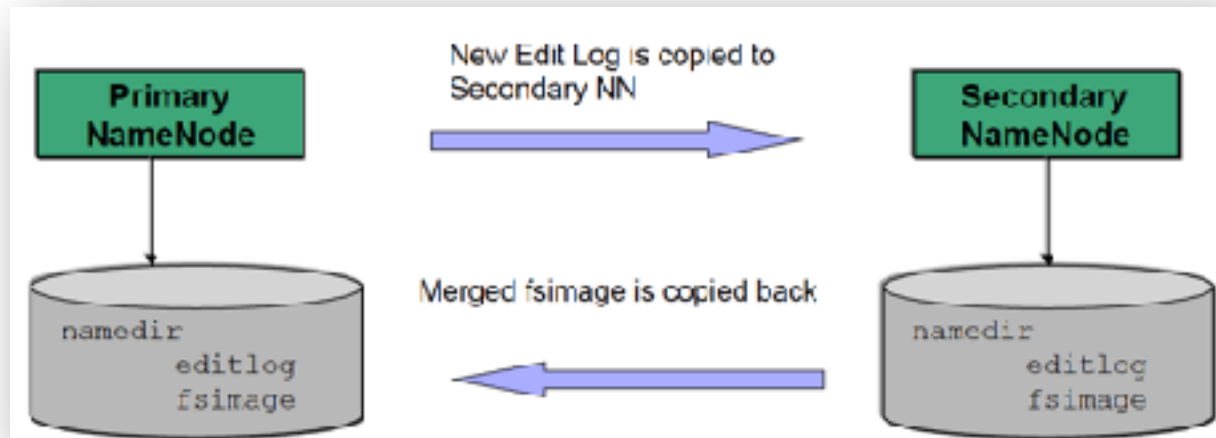 New Edit Log is copied to
Secondary NN
Primary
NameNode
Secondary
NameNode
Merged fsimage is copied back
namedir
editlog
fsimage
namedir
editlog
fsimage